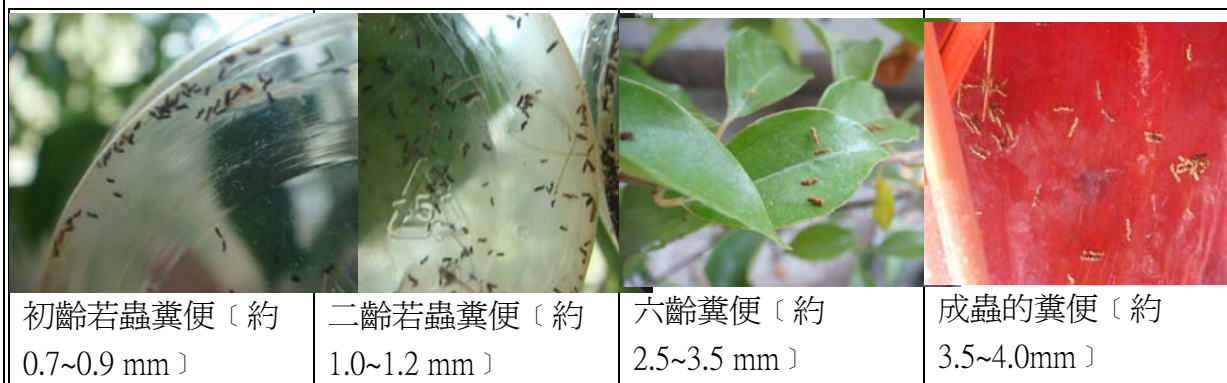 初齡若蟲糞便〔約
0.7~0.9 mm〕
二齡若蟲糞便〔約
1.0~1.2 mm〕
六齡糞便〔約
2.5~3.5 mm〕
成蟲的糞便〔約
3.5~4.0mm〕